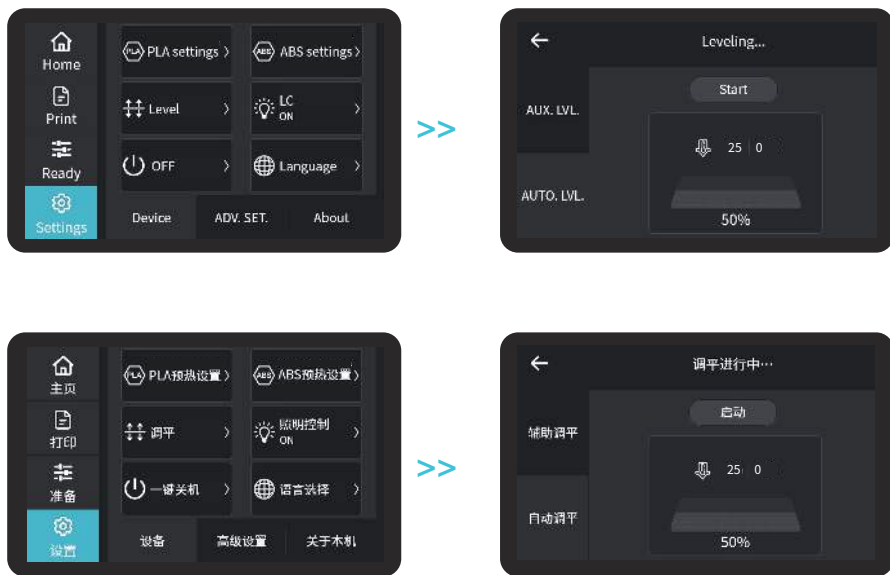 Home
PLA PLA settings >
ABS ABS settings >
Print
Level >
LC
ON >
Ready
OFF >
Language >
Settings
Device
ADV. SET.
About
>>
Leveling...
AUX. LVL.
Start
25 | 0
AUTO. LVL.
50%
主页
PLA PLA预热设置 >
ABS ABS预热设置 >
打印
调平 >
照明控制
ON >
准备
一键关机 >
语言选择 >
设置
设备
高级设置
关于本机
>>
调平进行中…
辅助调平
启动
25 0
自动调平
50%